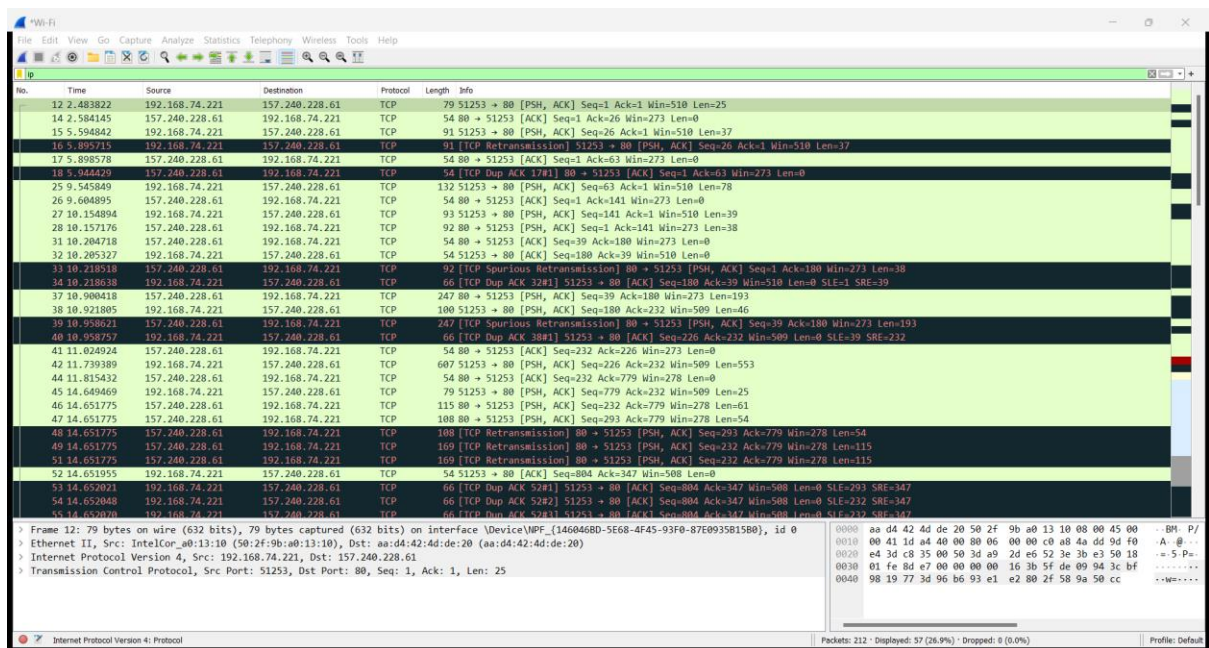 *Wi-Fi
File Edit View Go Capture Analyze Statistics Telephony Wireless Tools Help
ip
No. Time Source Destination Protocol Length Info
12 2.483822 192.168.74.221 157.240.228.61 TCP 79 51253 → 80 [PSH, ACK] Seq=1 Ack=1 Win=510 Len=25
14 2.584145 157.240.228.61 192.168.74.221 TCP 54 80 → 51253 [ACK] Seq=1 Ack=26 Win=273 Len=0
15 5.594842 192.168.74.221 157.240.228.61 TCP 91 51253 → 80 [PSH, ACK] Seq=26 Ack=1 Win=510 Len=37
16 5.895715 192.168.74.221 157.240.228.61 TCP 91 [TCP Retransmission] 51253 → 80 [PSH, ACK] Seq=26 Ack=1 Win=510 Len=37
17 5.898578 157.240.228.61 192.168.74.221 TCP 54 80 → 51253 [ACK] Seq=1 Ack=63 Win=273 Len=0
18 5.944429 157.240.228.61 192.168.74.221 TCP 54 [TCP Dup ACK 17#1] 80 → 51253 [ACK] Seq=1 Ack=63 Win=273 Len=0
25 9.545849 192.168.74.221 157.240.228.61 TCP 132 51253 → 80 [PSH, ACK] Seq=63 Ack=1 Win=510 Len=78
26 9.604895 157.240.228.61 192.168.74.221 TCP 54 80 → 51253 [ACK] Seq=1 Ack=141 Win=273 Len=0
27 10.154894 192.168.74.221 157.240.228.61 TCP 93 51253 → 80 [PSH, ACK] Seq=141 Ack=1 Win=510 Len=39
28 10.157176 157.240.228.61 192.168.74.221 TCP 92 80 → 51253 [PSH, ACK] Seq=1 Ack=141 Win=273 Len=38
31 10.204718 157.240.228.61 192.168.74.221 TCP 54 80 → 51253 [ACK] Seq=39 Ack=180 Win=273 Len=0
32 10.205327 192.168.74.221 157.240.228.61 TCP 54 51253 → 80 [ACK] Seq=180 Ack=39 Win=510 Len=0
33 10.218518 157.240.228.61 192.168.74.221 TCP 92 [TCP Spurious Retransmission] 80 → 51253 [PSH, ACK] Seq=1 Ack=180 Win=273 Len=38
34 10.218638 192.168.74.221 157.240.228.61 TCP 66 [TCP Dup ACK 32#1] 51253 → 80 [ACK] Seq=180 Ack=39 Win=510 Len=0 SLE=1 SRE=39
37 10.900418 157.240.228.61 192.168.74.221 TCP 247 80 → 51253 [PSH, ACK] Seq=39 Ack=180 Win=273 Len=193
38 10.921805 192.168.74.221 157.240.228.61 TCP 100 51253 → 80 [PSH, ACK] Seq=180 Ack=232 Win=509 Len=46
39 10.958621 157.240.228.61 192.168.74.221 TCP 247 [TCP Spurious Retransmission] 80 → 51253 [PSH, ACK] Seq=39 Ack=180 Win=273 Len=193
40 10.958757 192.168.74.221 157.240.228.61 TCP 66 [TCP Dup ACK 38#1] 51253 → 80 [ACK] Seq=226 Ack=232 Win=509 Len=0 SLE=39 SRE=232
41 11.024924 157.240.228.61 192.168.74.221 TCP 54 80 → 51253 [ACK] Seq=232 Ack=226 Win=273 Len=0
42 11.739389 192.168.74.221 157.240.228.61 TCP 607 51253 → 80 [PSH, ACK] Seq=226 Ack=232 Win=509 Len=553
44 11.815432 157.240.228.61 192.168.74.221 TCP 54 80 → 51253 [ACK] Seq=232 Ack=779 Win=278 Len=0
45 14.649469 192.168.74.221 157.240.228.61 TCP 79 51253 → 80 [PSH, ACK] Seq=779 Ack=232 Win=509 Len=25
46 14.651775 157.240.228.61 192.168.74.221 TCP 115 80 → 51253 [PSH, ACK] Seq=232 Ack=779 Win=278 Len=61
47 14.651775 157.240.228.61 192.168.74.221 TCP 108 80 → 51253 [PSH, ACK] Seq=293 Ack=779 Win=278 Len=54
48 14.651775 157.240.228.61 192.168.74.221 TCP 108 [TCP Retransmission] 80 → 51253 [PSH, ACK] Seq=293 Ack=779 Win=278 Len=54
49 14.651775 157.240.228.61 192.168.74.221 TCP 169 [TCP Retransmission] 80 → 51253 [PSH, ACK] Seq=232 Ack=779 Win=278 Len=115
51 14.651775 157.240.228.61 192.168.74.221 TCP 169 [TCP Retransmission] 80 → 51253 [PSH, ACK] Seq=232 Ack=779 Win=278 Len=115
52 14.651955 192.168.74.221 157.240.228.61 TCP 54 51253 → 80 [ACK] Seq=804 Ack=347 Win=508 Len=0
53 14.652021 192.168.74.221 157.240.228.61 TCP 66 [TCP Dup ACK 52#1] 51253 → 80 [ACK] Seq=804 Ack=347 Win=508 Len=0 SLE=293 SRE=347
54 14.652048 192.168.74.221 157.240.228.61 TCP 66 [TCP Dup ACK 52#2] 51253 → 80 [ACK] Seq=804 Ack=347 Win=508 Len=0 SLE=232 SRE=347
55 14.652070 192.168.74.221 157.240.228.61 TCP 66 [TCP Dup ACK 52#3] 51253 → 80 [ACK] Seq=804 Ack=347 Win=508 Len=0 SLE=232 SRE=347
> Frame 12: 79 bytes on wire (632 bits), 79 bytes captured (632 bits) on interface \Device\NPF_{146046BD-5E68-4F45-93F0-87E0935B15B0}, id 0
> Ethernet II, Src: IntelCor_a0:13:10 (50:2f:9b:a0:13:10), Dst: aa:d4:42:4d:de:20 (aa:d4:42:4d:de:20)
> Internet Protocol Version 4, Src: 192.168.74.221, Dst: 157.240.228.61
> Transmission Control Protocol, Src Port: 51253, Dst Port: 80, Seq: 1, Ack: 1, Len: 25
0000 aa d4 42 4d de 20 50 2f 9b a0 13 10 08 00 45 00 ··BM· P/
0010 00 41 1d a4 40 00 80 06 00 00 c0 a8 4a dd 9d f0 ·A··@···
0020 e4 3d c8 35 00 50 3d a9 2d e6 52 3e 3b e3 50 18 ·=·5·P=·
0030 01 fe 8d e7 00 00 00 00 16 3b 5f de 09 94 3c bf ········
0040 98 19 77 3d 96 b6 93 e1 e2 80 2f 58 9a 50 cc ··w=····
Internet Protocol Version 4: Protocol
Packets: 212 · Displayed: 57 (26.9%) · Dropped: 0 (0.0%)
Profile: Default